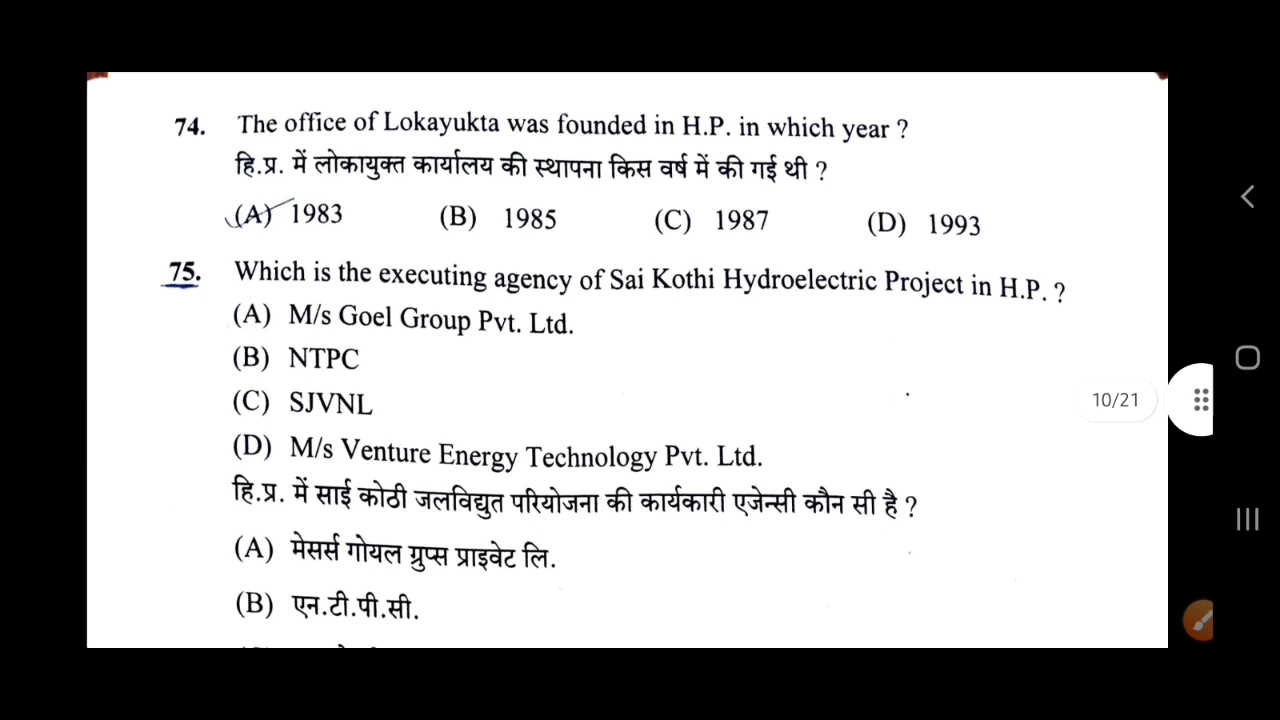 74. The office of Lokayukta was founded in H.P. in which year ?
हि.प्र. में लोकायुक्त कार्यालय की स्थापना किस वर्ष में की गई थी ?
(A) 1983 (B) 1985 (C) 1987 (D) 1993
75. Which is the executing agency of Sai Kothi Hydroelectric Project in H.P. ?
(A) M/s Goel Group Pvt. Ltd.
(B) NTPC
(C) SJVNL
10/21
(D) M/s Venture Energy Technology Pvt. Ltd.
हि.प्र. में साई कोठी जलविद्युत परियोजना की कार्यकारी एजेन्सी कौन सी है ?
(A) मेसर्स गोयल ग्रुप्स प्राइवेट लि.
(B) एन.टी.पी.सी.